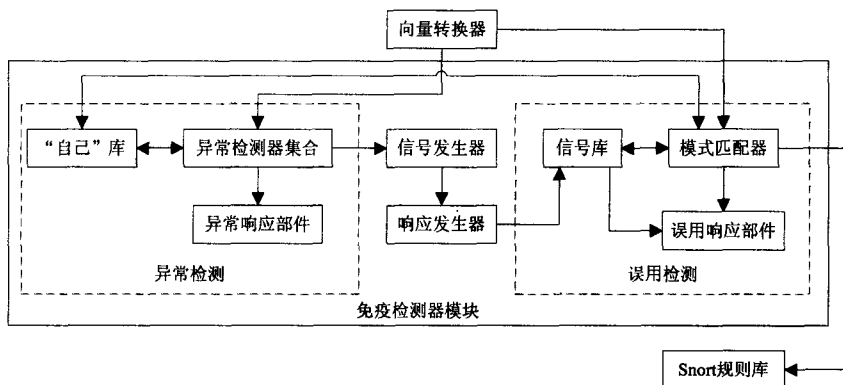 向量转换器
“自己”库
异常检测器集合
信号发生器
信号库
模式匹配器
异常响应部件
响应发生器
误用响应部件
异常检测
误用检测
免疫检测器模块
Snort规则库